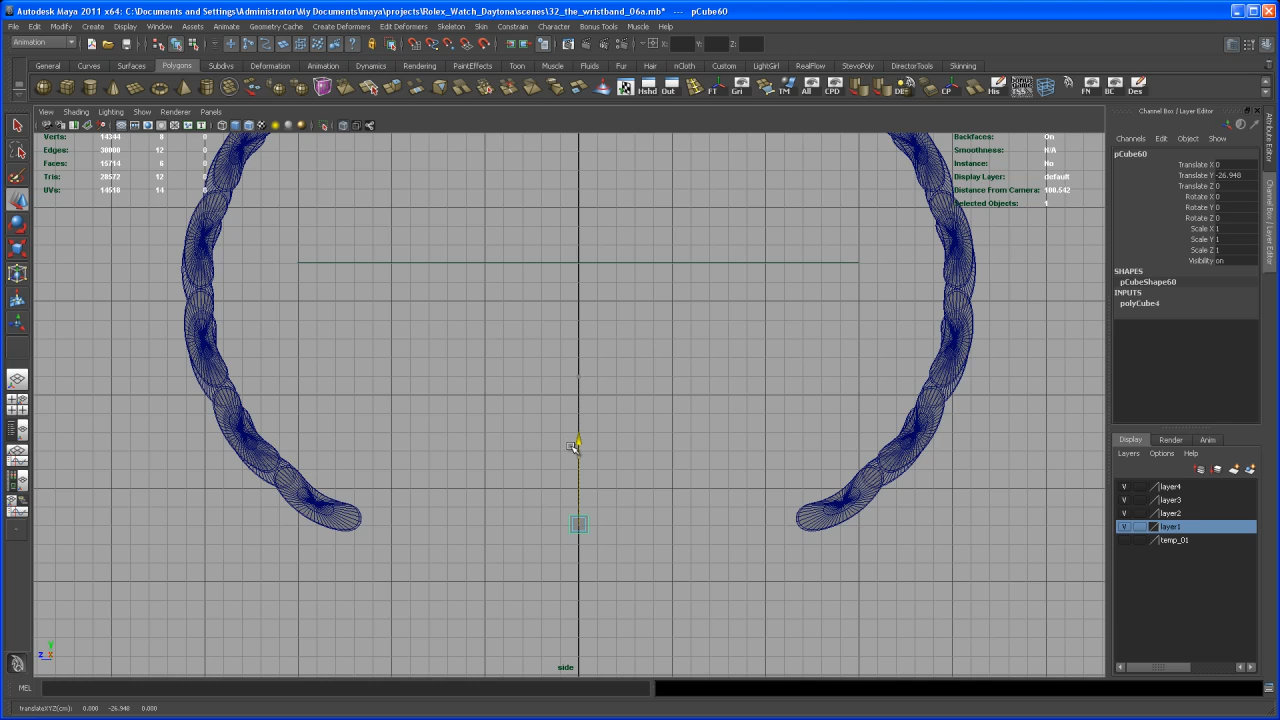 Autodesk Maya 2011 x64: C:\Documents and Settings\Administrator\My Documents\maya\projects\Rolex_Watch_Daytona\scenes\32_the_wristband_06a.mb* --- pCube60
File Edit Modify Create Display Window Assets Animate Geometry Cache Create Deformers Edit Deformers Skeleton Skin Constrain Character Bonus Tools Muscle Help
Animation X: Y: Z:
General Curves Surfaces Polygons Subdivs Deformation Animation Dynamics Rendering PaintEffects Toon Muscle Fluids Fur Hair nCloth Custom LightGirl RealFlow StevoPoly DirectorTools Skinning
Hshd Out FT Gri TM All CPD DE CP His FN DC Des
View Shading Lighting Show Renderer Panels
Channel Box / Layer Editor
Channels Edit Object Show
Attribute Editor
Channel Box / Layer Editor
Verts: 14344 8 0
Edges: 30000 12 0
Faces: 15714 6 0
Tris: 28572 12 0
UVs: 14518 14 0
Backfaces: On
Smoothness: N/A
Instance: No
Display Layer: default
Distance From Camera: 100.542
Selected Objects: 1
pCube60
Translate X 0
Translate Y -26.948
Translate Z 0
Rotate X 0
Rotate Y 0
Rotate Z 0
Scale X 1
Scale Y 1
Scale Z 1
Visibility on
SHAPES
pCubeShape60
INPUTS
polyCube4
Display Render Anim
Layers Options Help
V layer4
V layer3
V layer2
V layer1
temp_01
y
z x
side
MEL
TranslateXYZ(cm): 0.000 -26.948 0.000